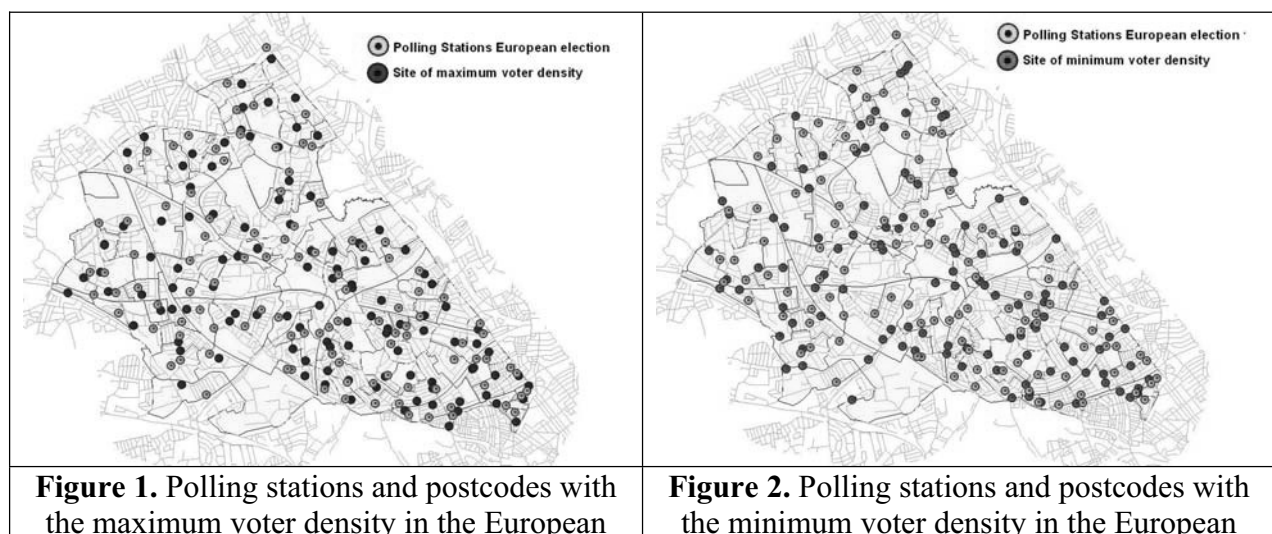 Polling Stations European election
Site of maximum voter density
Polling Stations European election
Site of minimum voter density
Figure 1. Polling stations and postcodes with
the maximum voter density in the European
Figure 2. Polling stations and postcodes with
the minimum voter density in the European